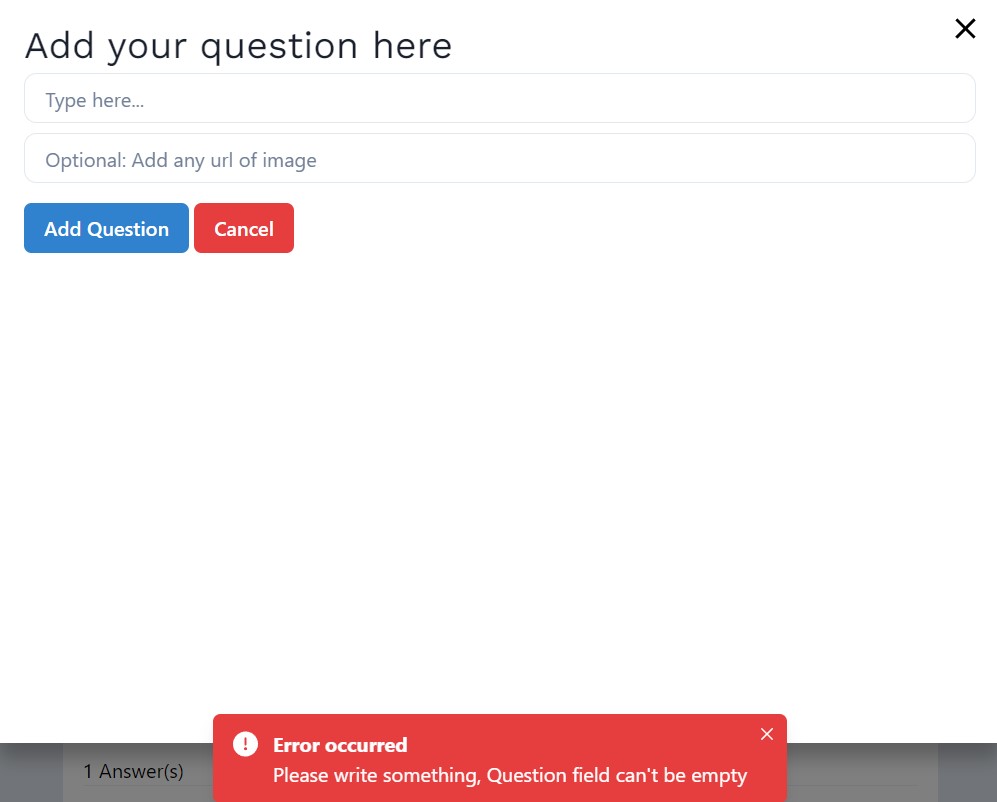 Add your question here
Type here...
Optional: Add any url of image
Add Question
Cancel
Error occurred
Please write something, Question field can't be empty
1 Answer(s)